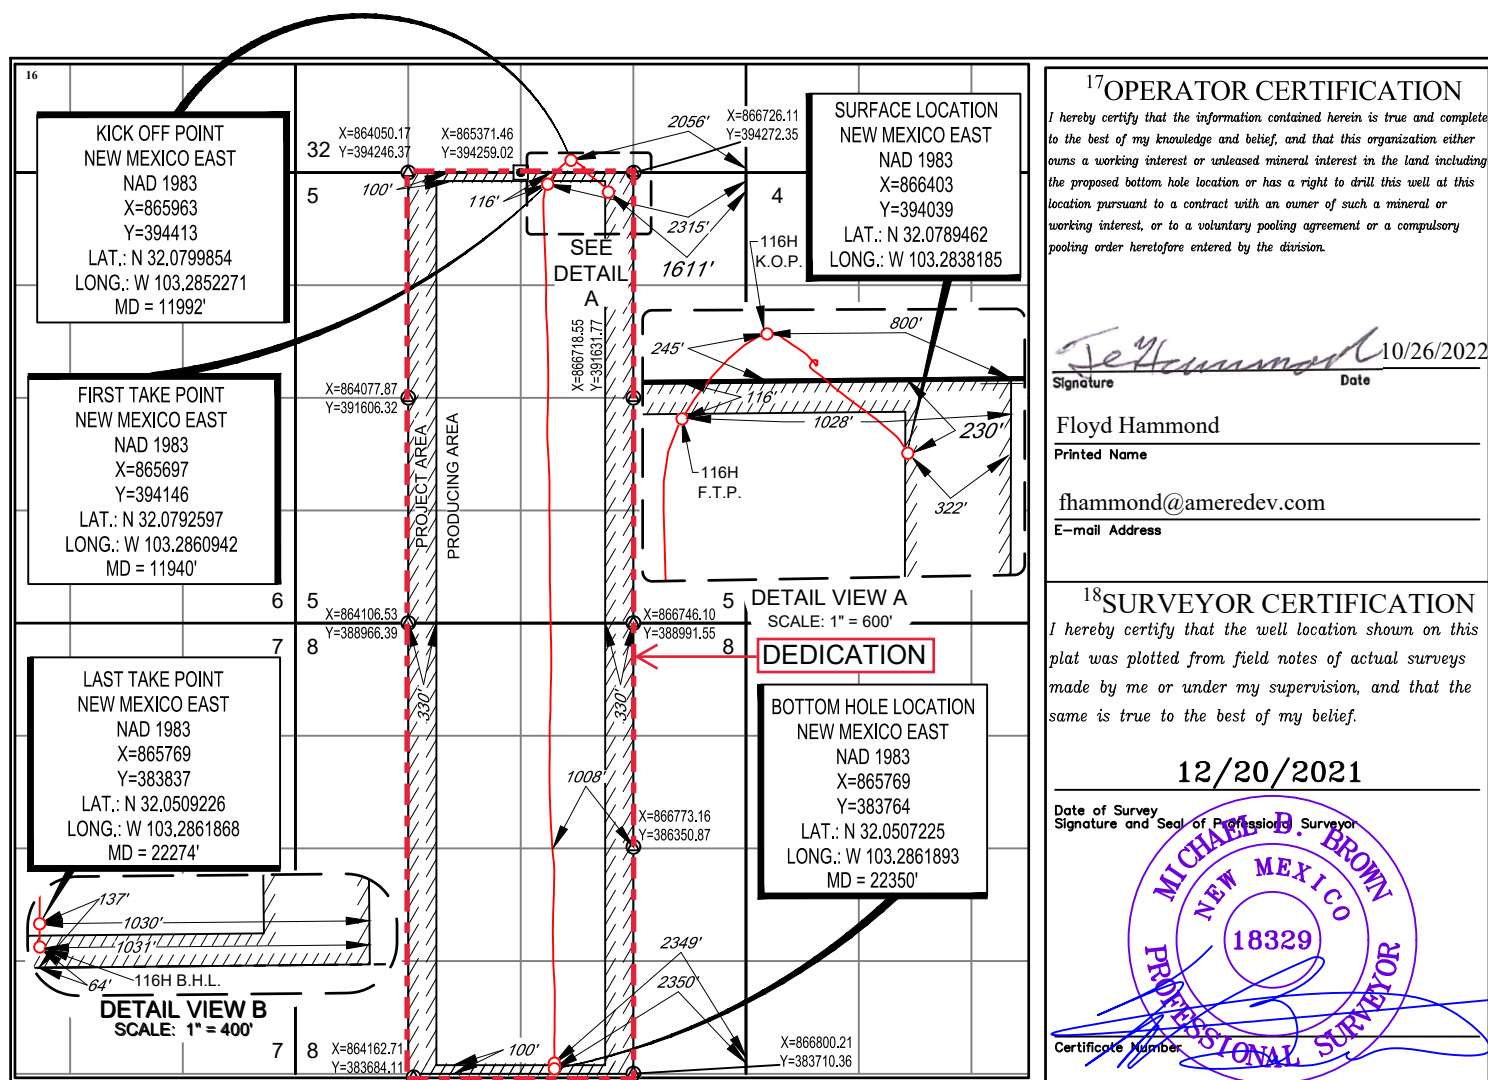 16
KICK OFF POINT
NEW MEXICO EAST
NAD 1983
X=865963
Y=394413
LAT.: N 32.0799854
LONG.: W 103.2852271
MD = 11992'
FIRST TAKE POINT
NEW MEXICO EAST
NAD 1983
X=865697
Y=394146
LAT.: N 32.0792597
LONG.: W 103.2860942
MD = 11940'
LAST TAKE POINT
NEW MEXICO EAST
NAD 1983
X=865769
Y=383837
LAT.: N 32.0509226
LONG.: W 103.2861868
MD = 22274'
137'
1030'
1031'
64'
116H B.H.L.
DETAIL VIEW B
SCALE: 1" = 400'
32
5
6 5
7 8
7 8
X=864050.17
Y=394246.37
X=865371.46
Y=394259.02
X=866726.11
Y=394272.35
2056'
100'
116'
2315'
1611'
4
SEE
DETAIL
A
X=866718.55
Y=391631.77
X=864077.87
Y=391606.32
PROJECT AREA
PRODUCING AREA
X=864106.53
Y=388966.39
X=866746.10
Y=388991.55
5
8
330'
330'
DEDICATION
1008'
X=866773.16
Y=386350.87
2349'
2350'
100'
X=864162.71
Y=383684.11
X=866800.21
Y=383710.36
SURFACE LOCATION
NEW MEXICO EAST
NAD 1983
X=866403
Y=394039
LAT.: N 32.0789462
LONG.: W 103.2838185
116H
K.O.P.
800'
245'
116'
1028'
230'
116H
F.T.P.
322'
DETAIL VIEW A
SCALE: 1" = 600'
BOTTOM HOLE LOCATION
NEW MEXICO EAST
NAD 1983
X=865769
Y=383764
LAT.: N 32.0507225
LONG.: W 103.2861893
MD = 22350'
17OPERATOR CERTIFICATION
I hereby certify that the information contained herein is true and complete
to the best of my knowledge and belief, and that this organization either
owns a working interest or unleased mineral interest in the land including
the proposed bottom hole location or has a right to drill this well at this
location pursuant to a contract with an owner of such a mineral or
working interest, or to a voluntary pooling agreement or a compulsory
pooling order heretofore entered by the division.
10/26/2022
Signature Date
Floyd Hammond
Printed Name
fhammond@ameredev.com
E-mail Address
18SURVEYOR CERTIFICATION
I hereby certify that the well location shown on this
plat was plotted from field notes of actual surveys
made by me or under my supervision, and that the
same is true to the best of my belief.
12/20/2021
Date of Survey
Signature and Seal of Professional Surveyor
MICHAEL D. BROWN
NEW MEXICO
18329
PROFESSIONAL SURVEYOR
Certificate Number